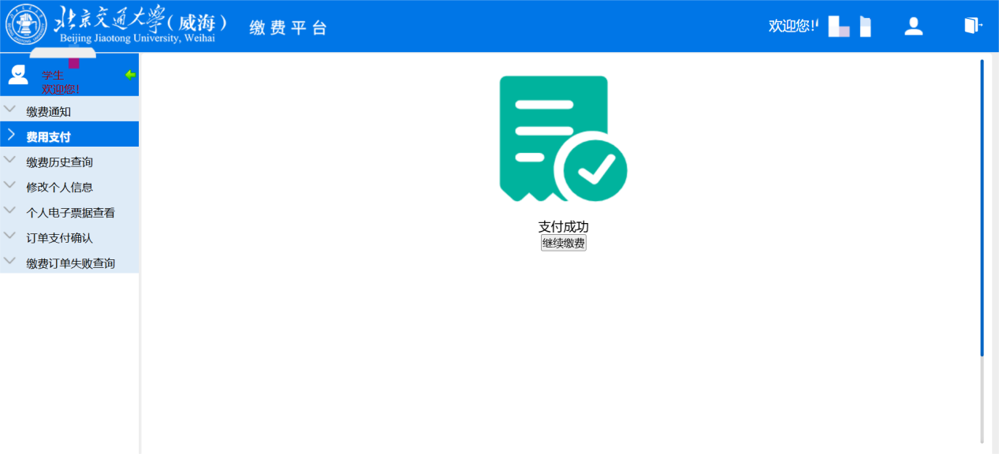 北京交通大学(威海)
Beijing Jiaotong University, Weihai
缴费平台
欢迎您!
学生
欢迎您!
缴费通知
费用支付
缴费历史查询
修改个人信息
个人电子票据查看
订单支付确认
缴费订单失败查询
支付成功
继续缴费